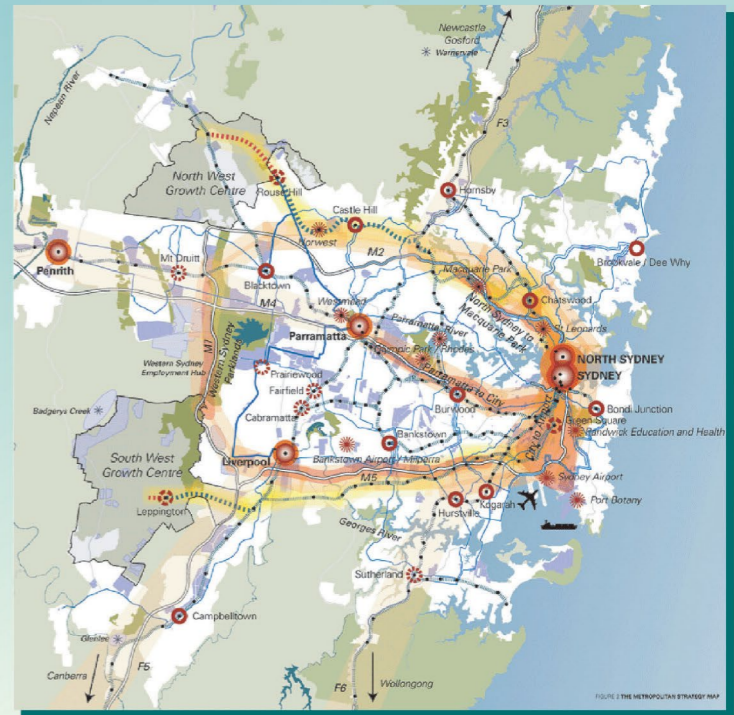 Newcastle
Gosford
Warnervale
Nepean River
F3
North West
Growth Centre
Rouse Hill
Hornsby
Castle Hill
Norwest
M2
Brookvale / Dee Why
Penrith
Mt Druitt
Blacktown
Macquarie Park
Chatswood
M4
Westmead
North Sydney to
Macquarie Park
St Leonards
Parramatta
Parramatta River
Olympic Park / Rhodes
NORTH SYDNEY
SYDNEY
M7
Western Sydney
Parklands
Western Sydney
Employment Hub
Prairiewood
Fairfield
Parramatta to City
Burwood
Bondi Junction
Badgerys Creek
Cabramatta
Green Square
Bankstown
Randwick Education and Health
City to Airport
South West
Growth Centre
Liverpool
Bankstown Airport / Milperra
M5
Sydney Airport
Leppington
Kogarah
Port Botany
Hurstville
Georges River
Sutherland
Campbelltown
Glenlee
F5
Canberra
F6
Wollongong
FIGURE 2 THE METROPOLITAN STRATEGY MAP